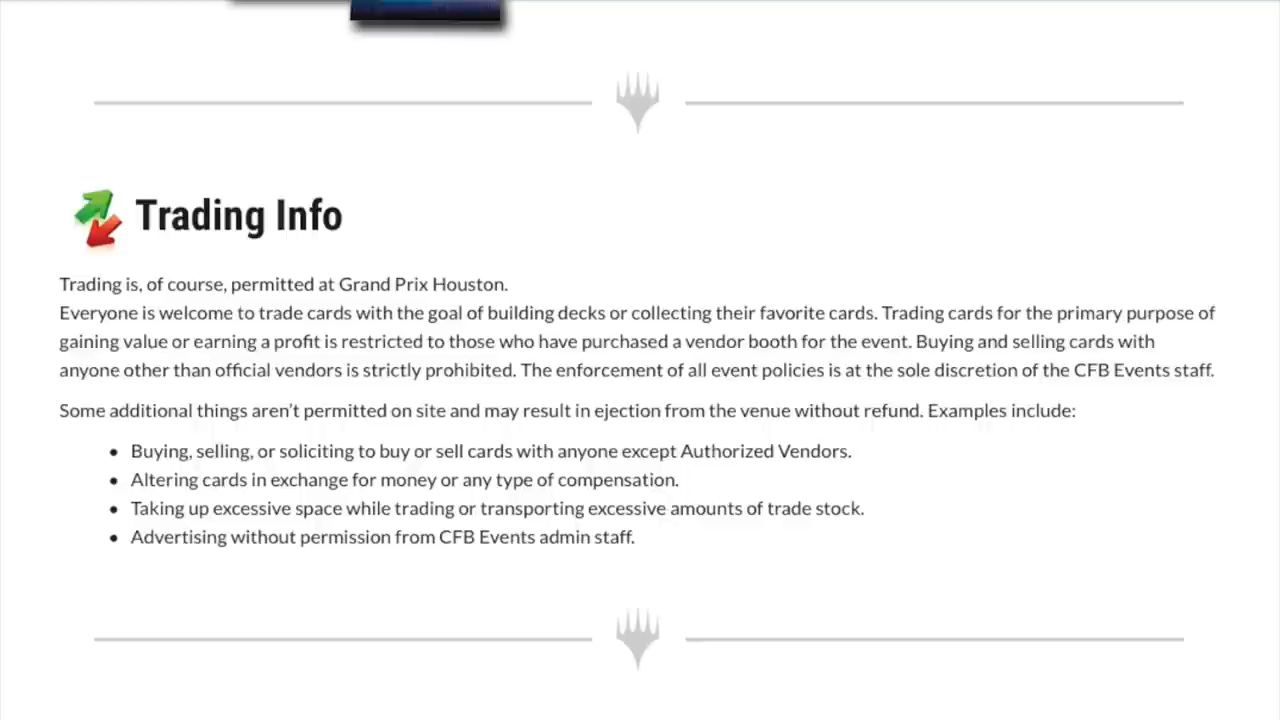 Trading Info
Trading is, of course, permitted at Grand Prix Houston.
Everyone is welcome to trade cards with the goal of building decks or collecting their favorite cards. Trading cards for the primary purpose of
gaining value or earning a profit is restricted to those who have purchased a vendor booth for the event. Buying and selling cards with
anyone other than official vendors is strictly prohibited. The enforcement of all event policies is at the sole discretion of the CFB Events staff.
Some additional things aren't permitted on site and may result in ejection from the venue without refund. Examples include:
• Buying, selling, or soliciting to buy or sell cards with anyone except Authorized Vendors.
• Altering cards in exchange for money or any type of compensation.
• Taking up excessive space while trading or transporting excessive amounts of trade stock.
• Advertising without permission from CFB Events admin staff.